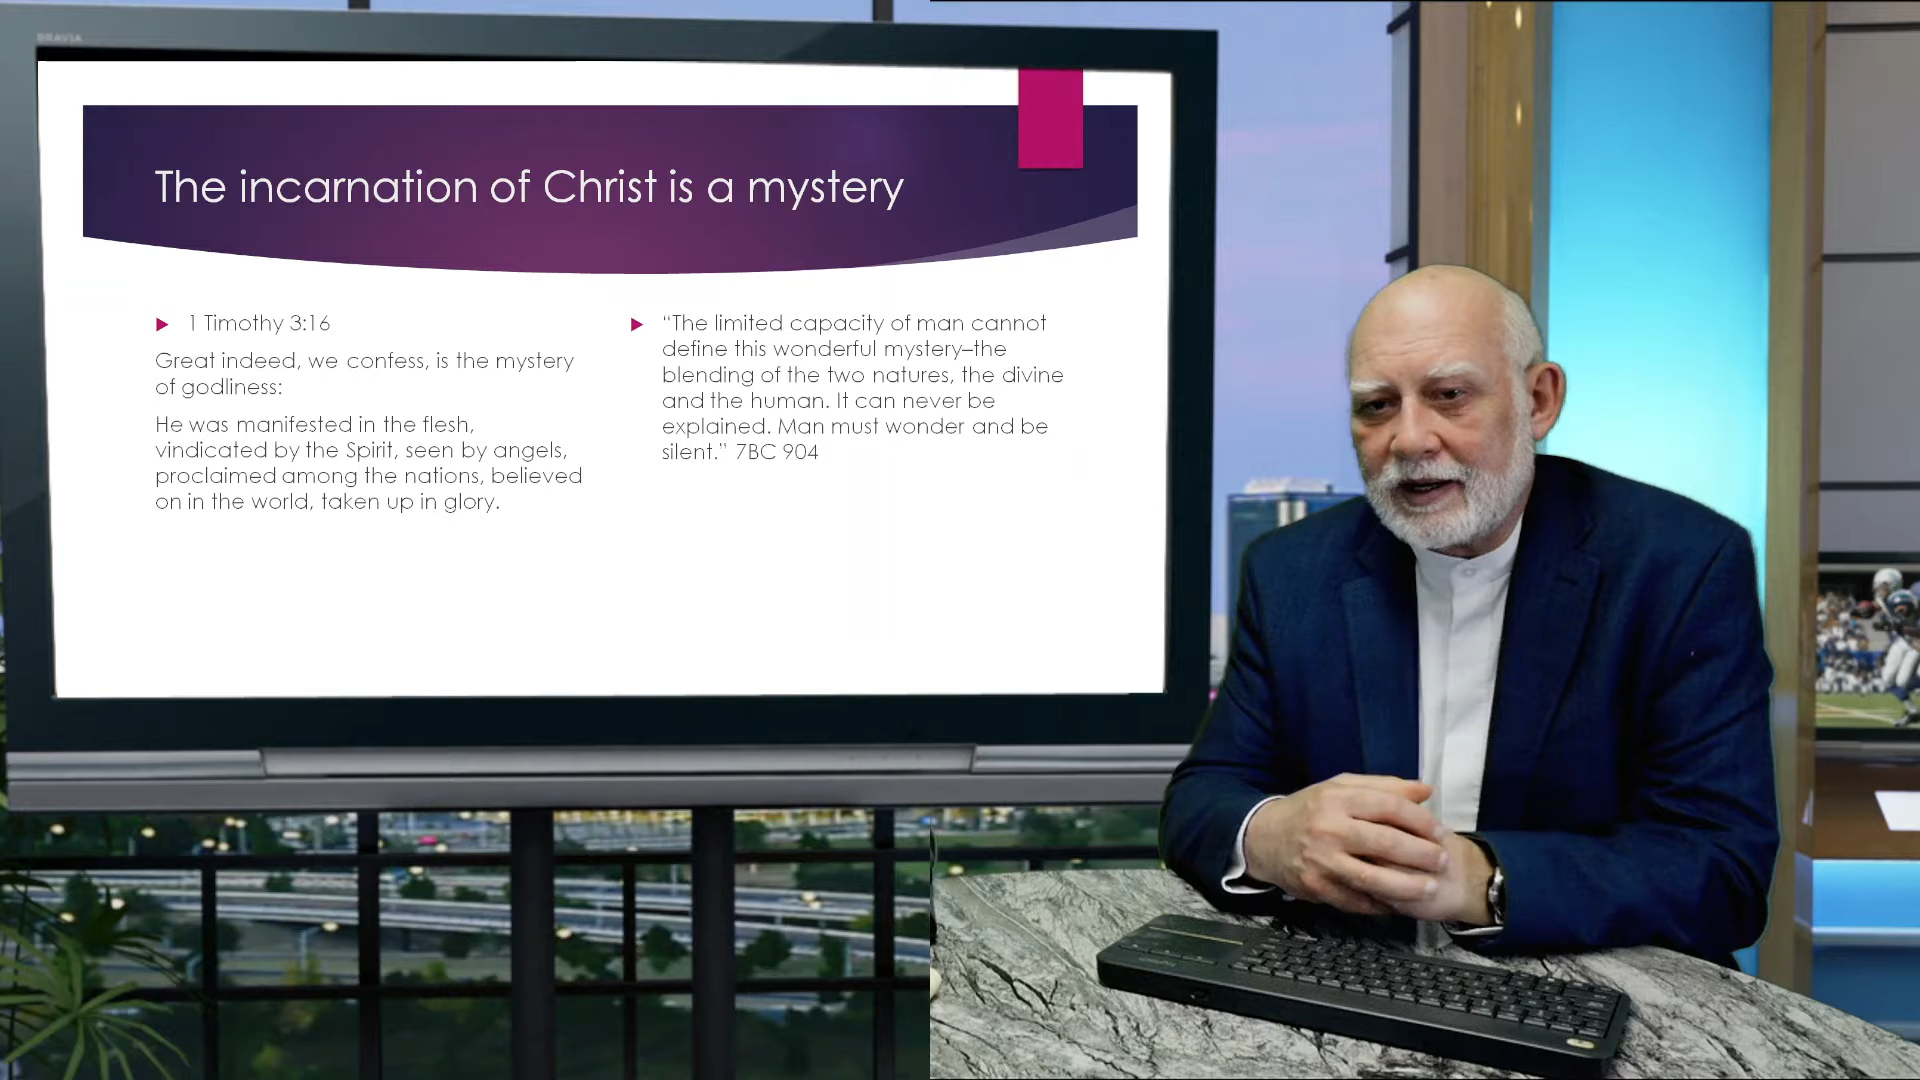 BRAVIA
The incarnation of Christ is a mystery
1 Timothy 3:16
Great indeed, we confess, is the mystery
of godliness:
He was manifested in the flesh,
vindicated by the Spirit, seen by angels,
proclaimed among the nations, believed
on in the world, taken up in glory.
“The limited capacity of man cannot
define this wonderful mystery–the
blending of the two natures, the divine
and the human. It can never be
explained. Man must wonder and be
silent.” 7BC 904